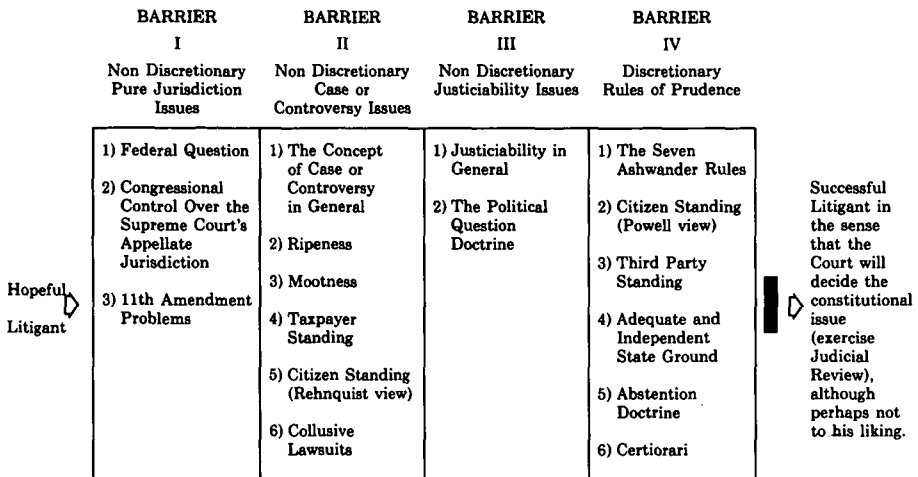 BARRIER
I
Non Discretionary
Pure Jurisdiction
Issues
BARRIER
II
Non Discretionary
Case or
Controversy Issues
BARRIER
III
Non Discretionary
Justiciability Issues
BARRIER
IV
Discretionary
Rules of Prudence
Hopeful
Litigant
1) Federal Question
2) Congressional
Control Over the
Supreme Court's
Appellate
Jurisdiction
3) 11th Amendment
Problems
1) The Concept
of Case or
Controversy
in General
2) Ripeness
3) Mootness
4) Taxpayer
Standing
5) Citizen Standing
(Rehnquist view)
6) Collusive
Lawsuits
1) Justiciability in
General
2) The Political
Question
Doctrine
1) The Seven
Ashwander Rules
2) Citizen Standing
(Powell view)
3) Third Party
Standing
4) Adequate and
Independent
State Ground
5) Abstention
Doctrine
6) Certiorari
Successful
Litigant in
the sense
that the
Court will
decide the
constitutional
issue
(exercise
Judicial
Review),
although
perhaps not
to his liking.